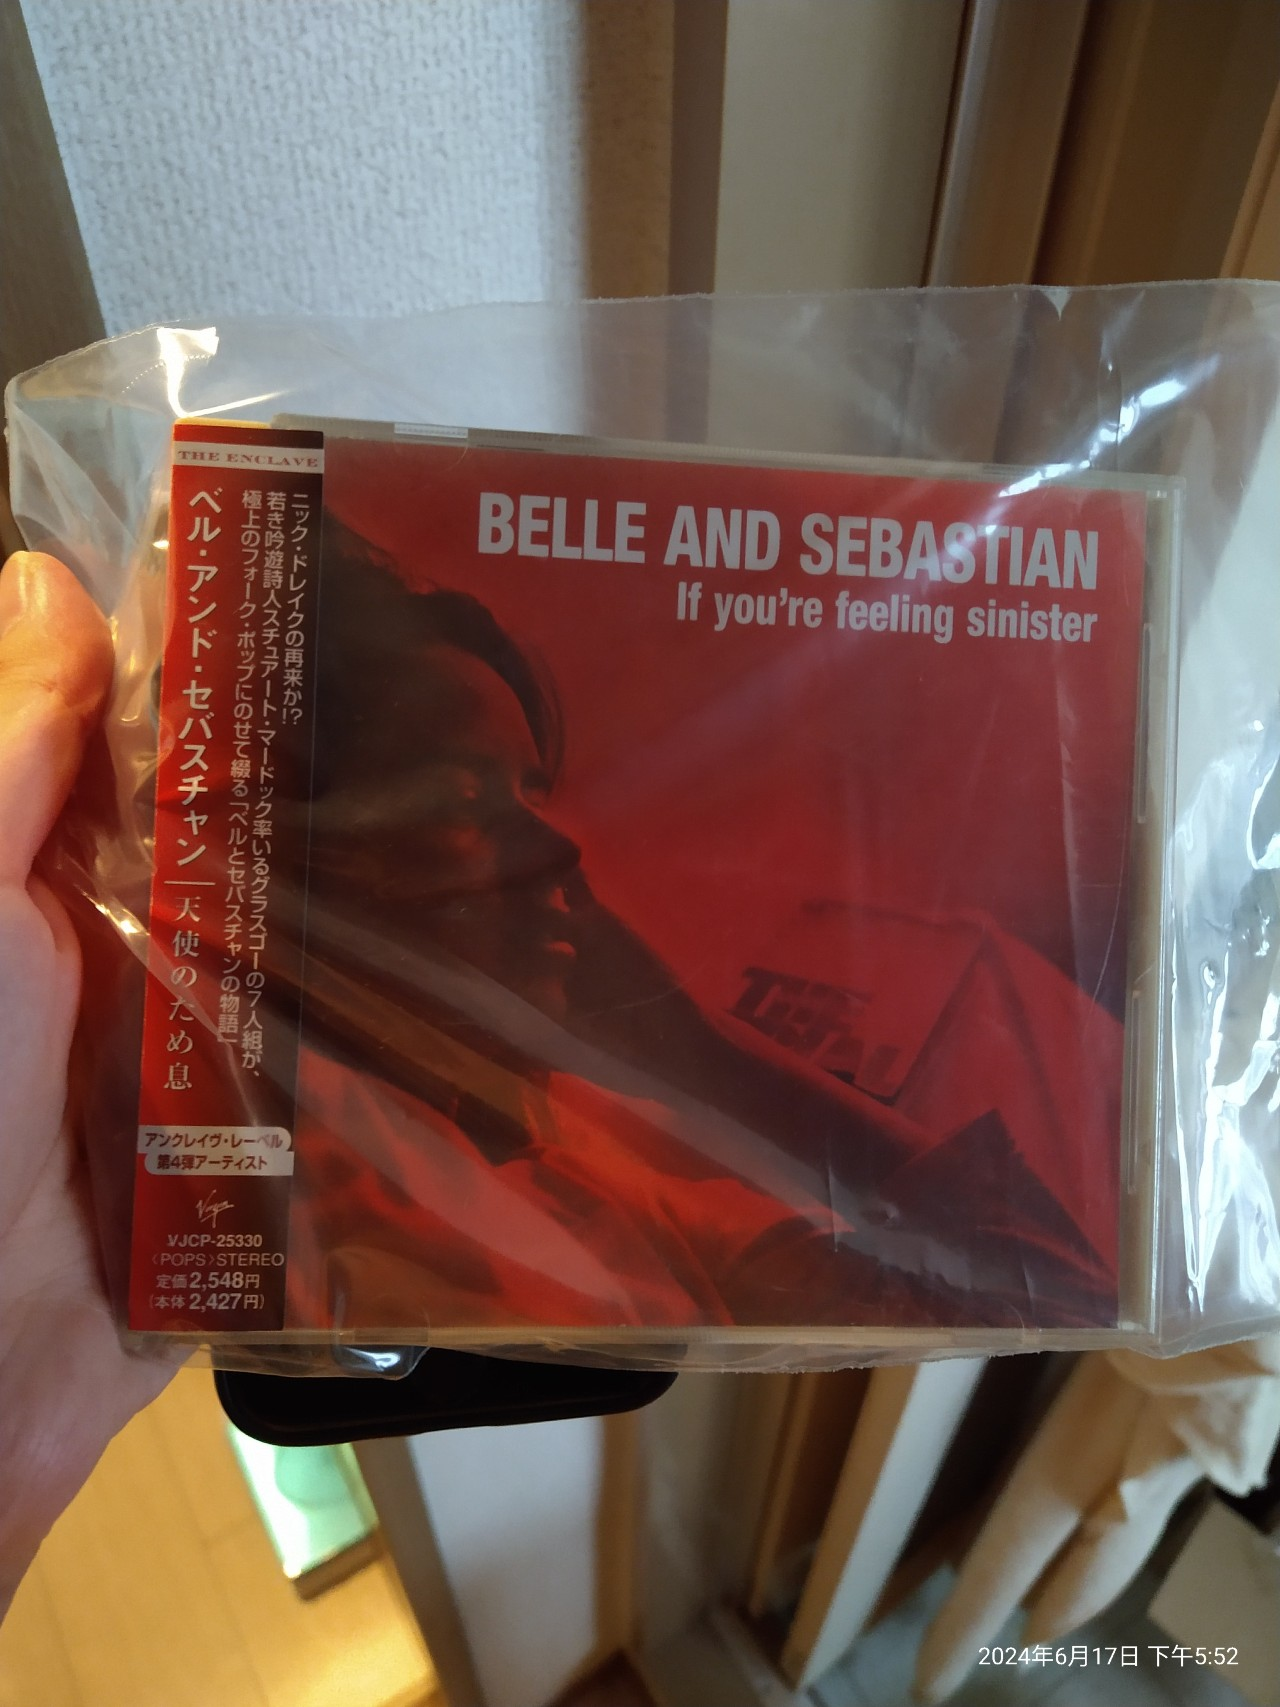 THE ENCLAVE
ニック・ドレイクの再来か!?
若き吟遊詩人スチュアート・マードック率いるグラスゴーの7人組が、
極上のフォーク・ポップにのせて綴る「ベルとセバスチャンの物語」
ベル・アンド・セバスチャン│天使のため息
アンクレイヴ・レーベル
第4弾アーティスト
Virgin
VJCP-25330
〈POPS〉STEREO
定価2,548円
(本体2,427円)
BELLE AND SEBASTIAN
If you're feeling sinister
THE
TRIAL
2024年6月17日 下午5:52